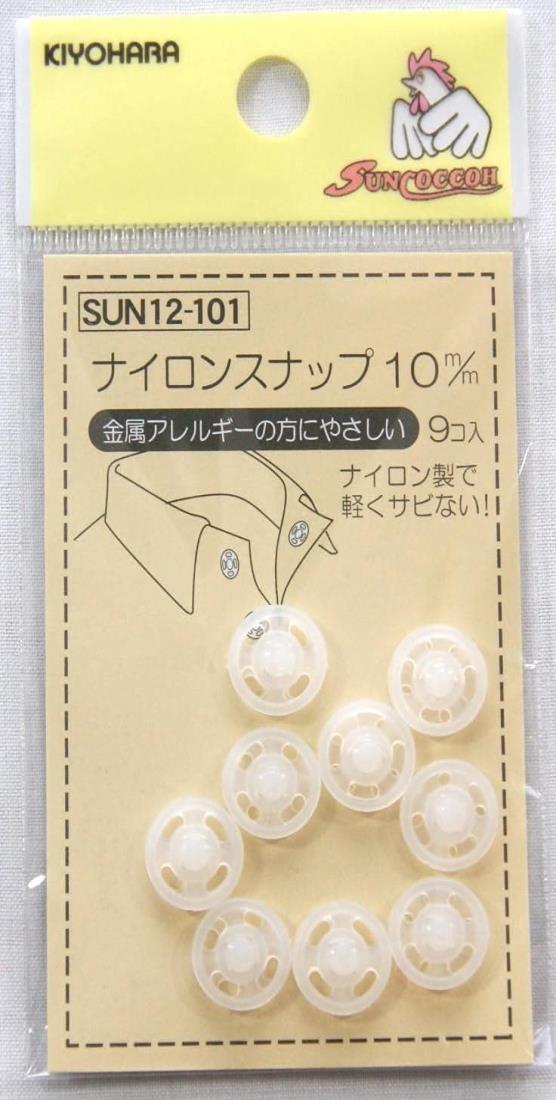 KIYOHARA
SUNCOCCOH
SUN12-101
ナイロンスナップ 10m/m
金属アレルギーの方にやさしい 9コ入
ナイロン製で
軽くサビない!